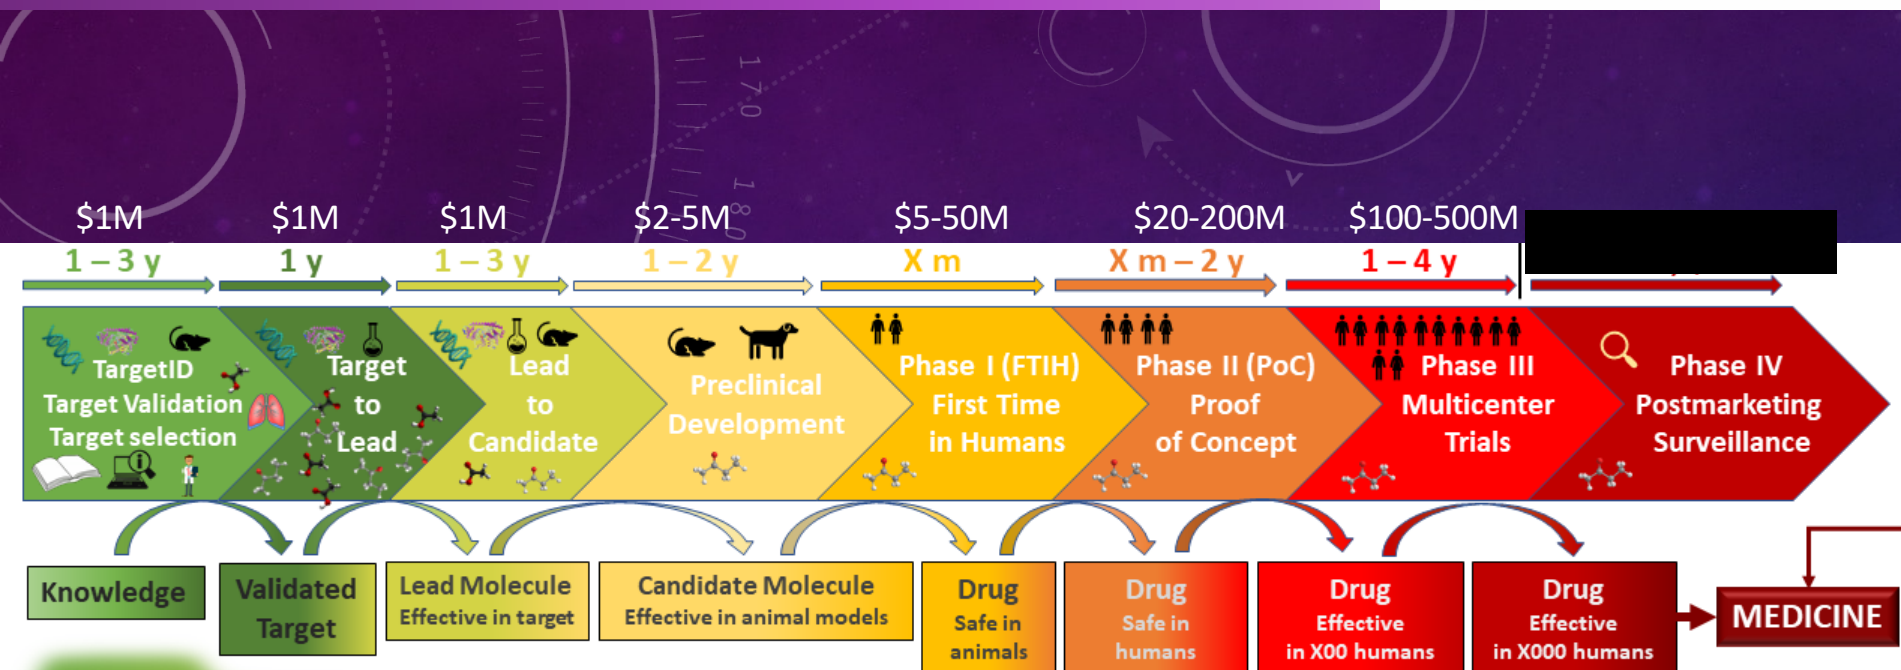 170
180
$1M
$1M
$1M
$2-5M
$5-50M
$20-200M
$100-500M
1 – 3 y
1 y
1 – 3 y
1 – 2 y
X m
X m – 2 y
1 – 4 y
TargetID
Target Validation
Target selection
Target
to
Lead
Lead
to
Candidate
Preclinical
Development
Phase I (FTIH)
First Time
in Humans
Phase II (PoC)
Proof
of Concept
Phase III
Multicenter
Trials
Phase IV
Postmarketing
Surveillance
Knowledge
Validated
Target
Lead Molecule
Effective in target
Candidate Molecule
Effective in animal models
Drug
Safe in
animals
Drug
Safe in
humans
Drug
Effective
in X00 humans
Drug
Effective
in X000 humans
MEDICINE